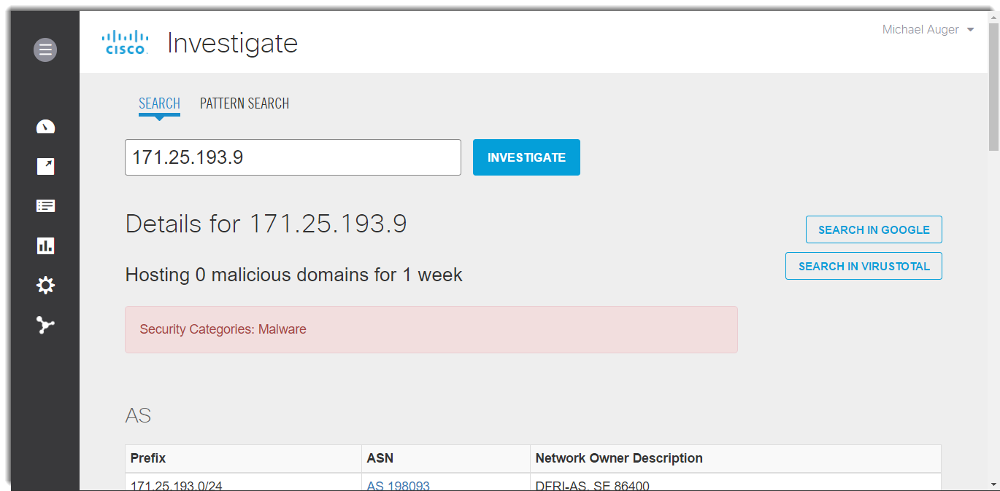 Michael Auger
CISCO Investigate
SEARCH PATTERN SEARCH
171.25.193.9 INVESTIGATE
Details for 171.25.193.9
SEARCH IN GOOGLE
Hosting 0 malicious domains for 1 week
SEARCH IN VIRUSTOTAL
Security Categories: Malware
AS
Prefix ASN Network Owner Description
171.25.193.0/24 AS 198093 DFRI-AS, SE 86400